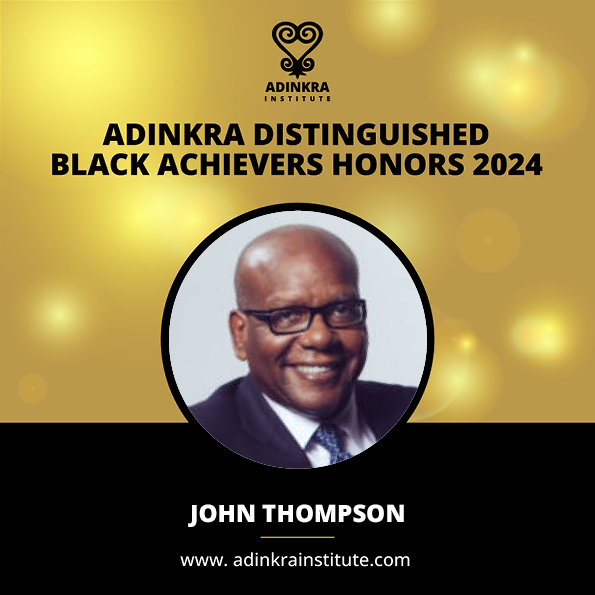 ADINKRA
INSTITUTE
ADINKRA DISTINGUISHED
BLACK ACHIEVERS HONORS 2024
JOHN THOMPSON
www. adinkrainstitute.com